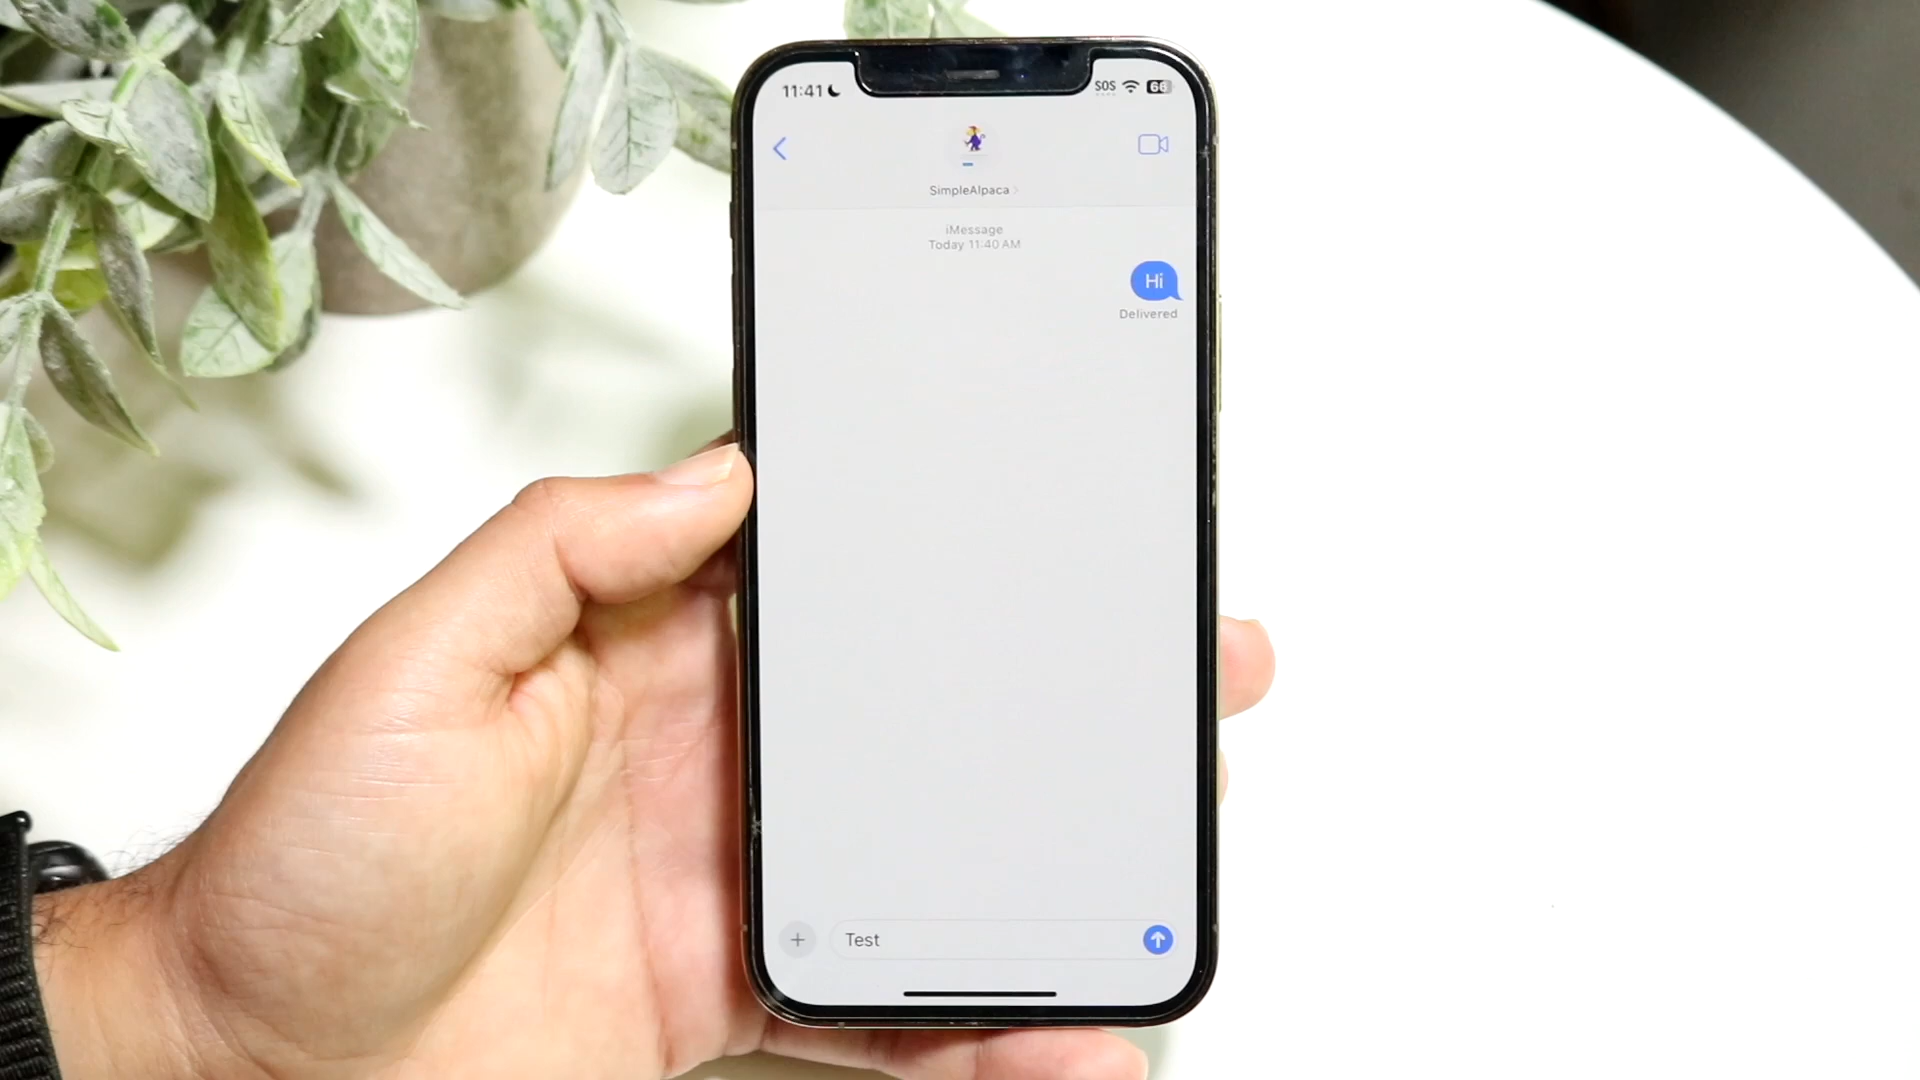 11:41
SOS
66
SimpleAlpaca
iMessage
Today 11:40 AM
Hi
Delivered
Test